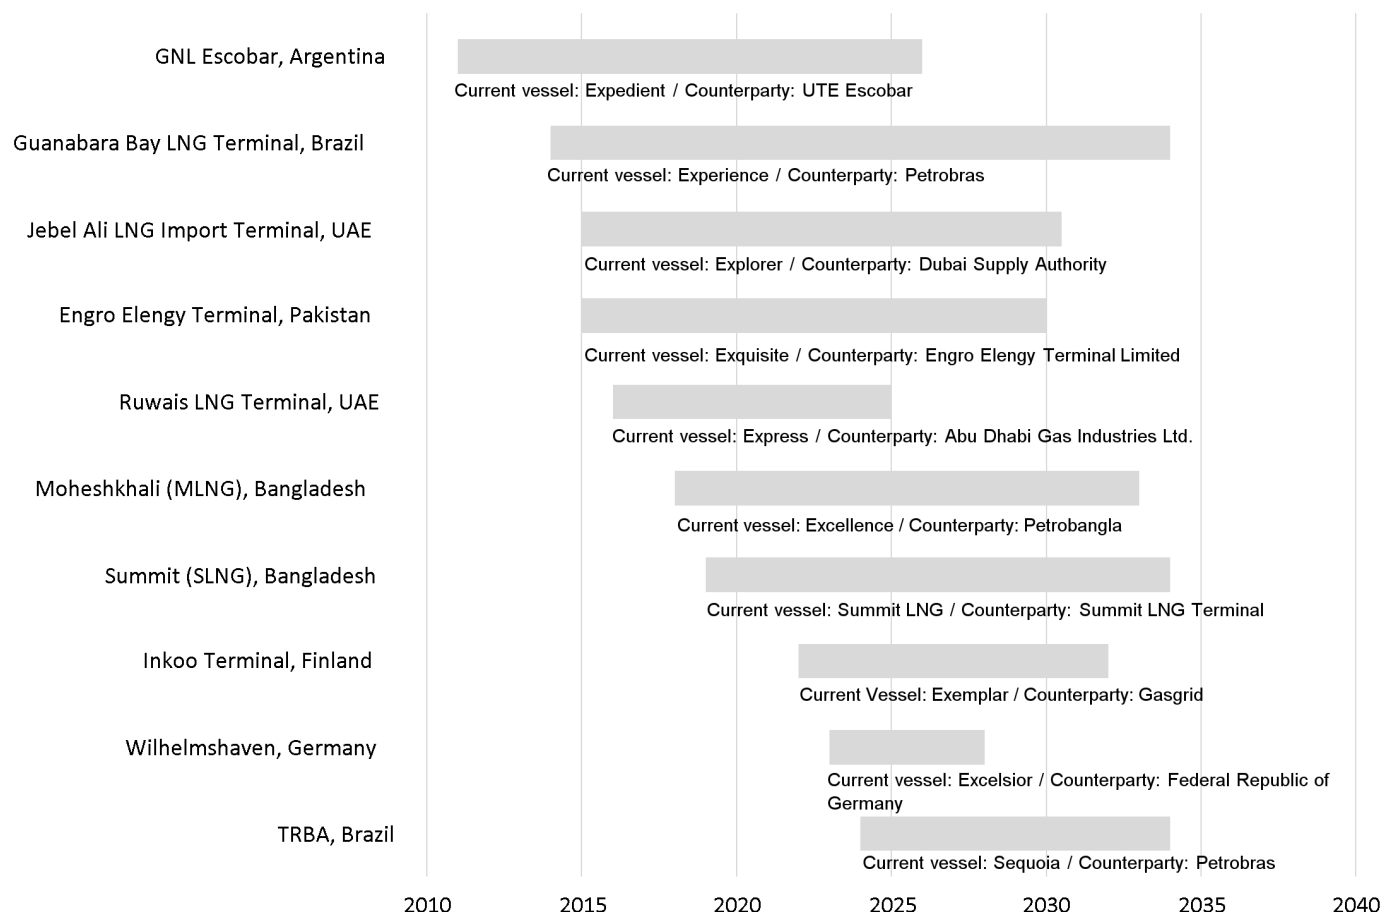 GNL Escobar, Argentina
Current vessel: Expedient / Counterparty: UTE Escobar
Guanabara Bay LNG Terminal, Brazil
Current vessel: Experience / Counterparty: Petrobras
Jebel Ali LNG Import Terminal, UAE
Current vessel: Explorer / Counterparty: Dubai Supply Authority
Engro Elengy Terminal, Pakistan
Current vessel: Exquisite / Counterparty: Engro Elengy Terminal Limited
Ruwais LNG Terminal, UAE
Current vessel: Express / Counterparty: Abu Dhabi Gas Industries Ltd.
Moheshkhali (MLNG), Bangladesh
Current vessel: Excellence / Counterparty: Petrobangla
Summit (SLNG), Bangladesh
Current vessel: Summit LNG / Counterparty: Summit LNG Terminal
Inkoo Terminal, Finland
Current Vessel: Exemplar / Counterparty: Gasgrid
Wilhelmshaven, Germany
Current vessel: Excelsior / Counterparty: Federal Republic of
Germany
TRBA, Brazil
Current vessel: Sequoia / Counterparty: Petrobras
2010 2015 2020 2025 2030 2035 2040